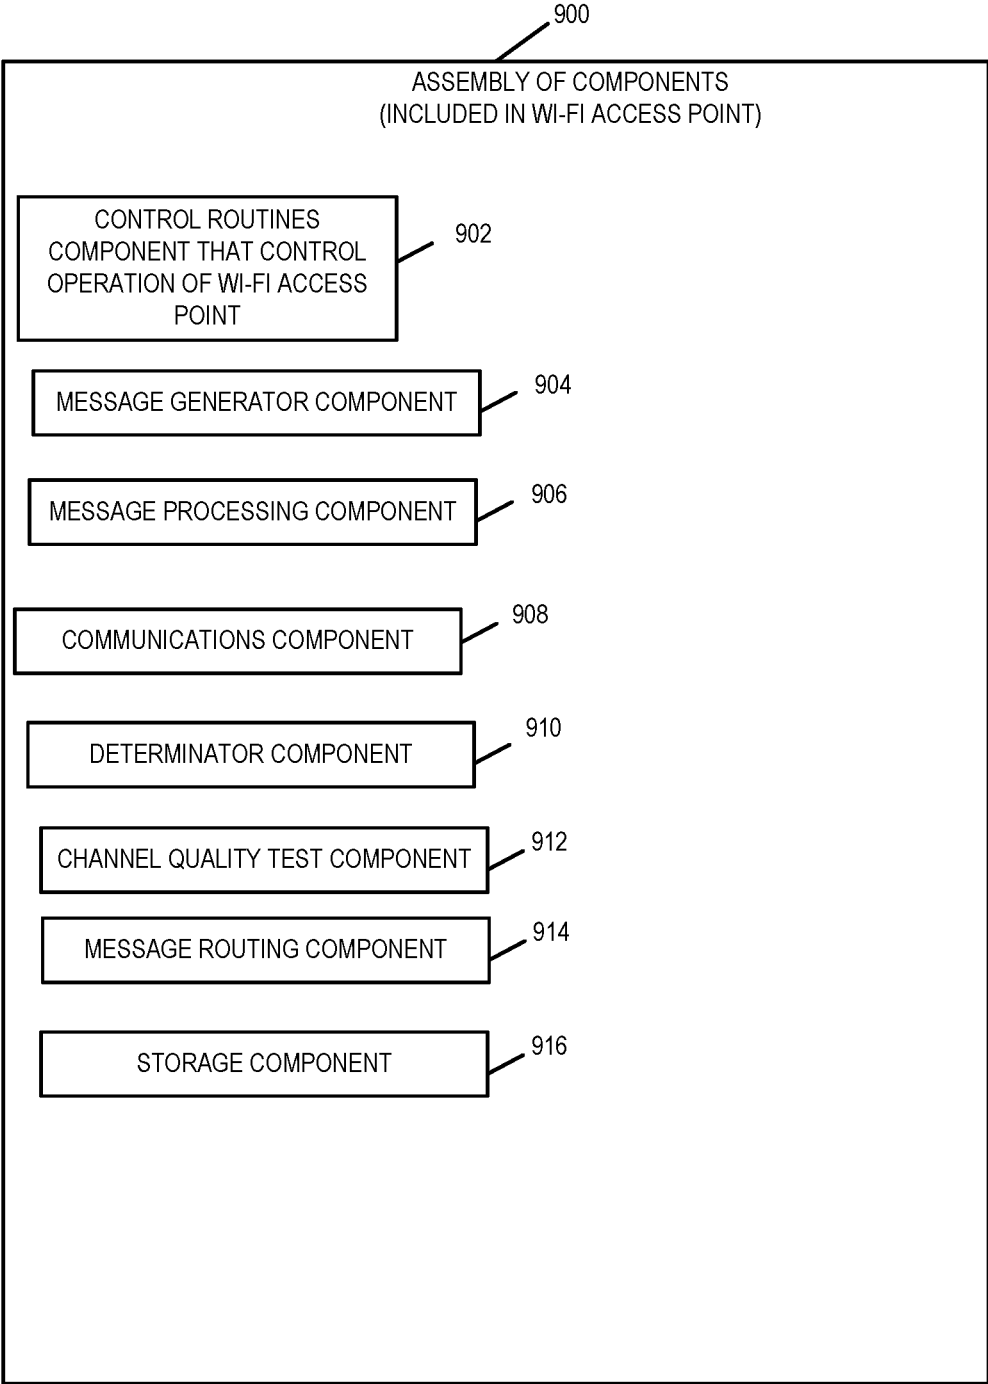 900
ASSEMBLY OF COMPONENTS
(INCLUDED IN WI-FI ACCESS POINT)
CONTROL ROUTINES
COMPONENT THAT CONTROL
OPERATION OF WI-FI ACCESS
POINT
902
MESSAGE GENERATOR COMPONENT
904
MESSAGE PROCESSING COMPONENT
906
COMMUNICATIONS COMPONENT
908
DETERMINATOR COMPONENT
910
CHANNEL QUALITY TEST COMPONENT
912
MESSAGE ROUTING COMPONENT
914
STORAGE COMPONENT
916